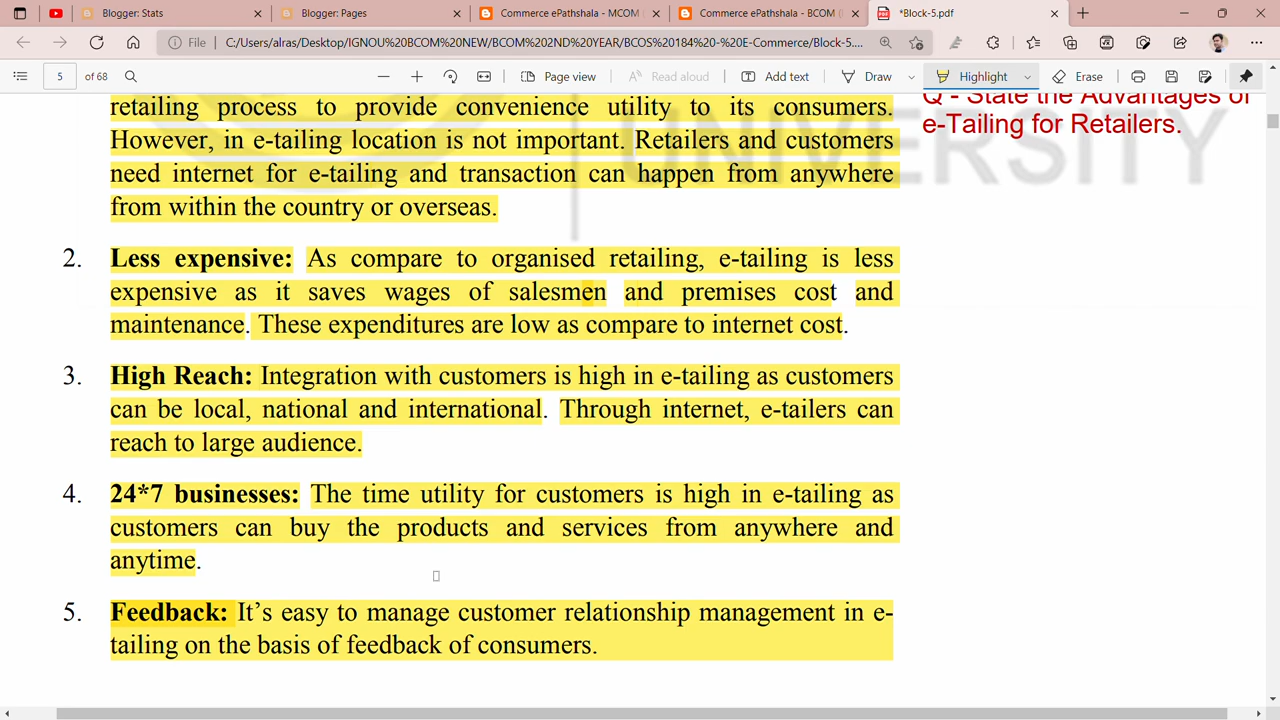 Blogger: Stats
Blogger: Pages
Commerce ePathshala - MCOM (
Commerce ePathshala - BCOM (
*Block-5.pdf
File C:/Users/alras/Desktop/IGNOU%20BCOM%20NEW/BCOM%202ND%20YEAR/BCOS%20184%20-%20E-Commerce/Block-5....
5 of 68
Page view
Read aloud
Add text
Draw
Highlight
Erase
retailing process to provide convenience utility to its consumers.
However, in e-tailing location is not important. Retailers and customers
need internet for e-tailing and transaction can happen from anywhere
from within the country or overseas.
Q - State the Advantages of
e-Tailing for Retailers.
UNIVERSITY
2. Less expensive: As compare to organised retailing, e-tailing is less
expensive as it saves wages of salesmen and premises cost and
maintenance. These expenditures are low as compare to internet cost.
3. High Reach: Integration with customers is high in e-tailing as customers
can be local, national and international. Through internet, e-tailers can
reach to large audience.
4. 24*7 businesses: The time utility for customers is high in e-tailing as
customers can buy the products and services from anywhere and
anytime.
5. Feedback: It’s easy to manage customer relationship management in e-
tailing on the basis of feedback of consumers.